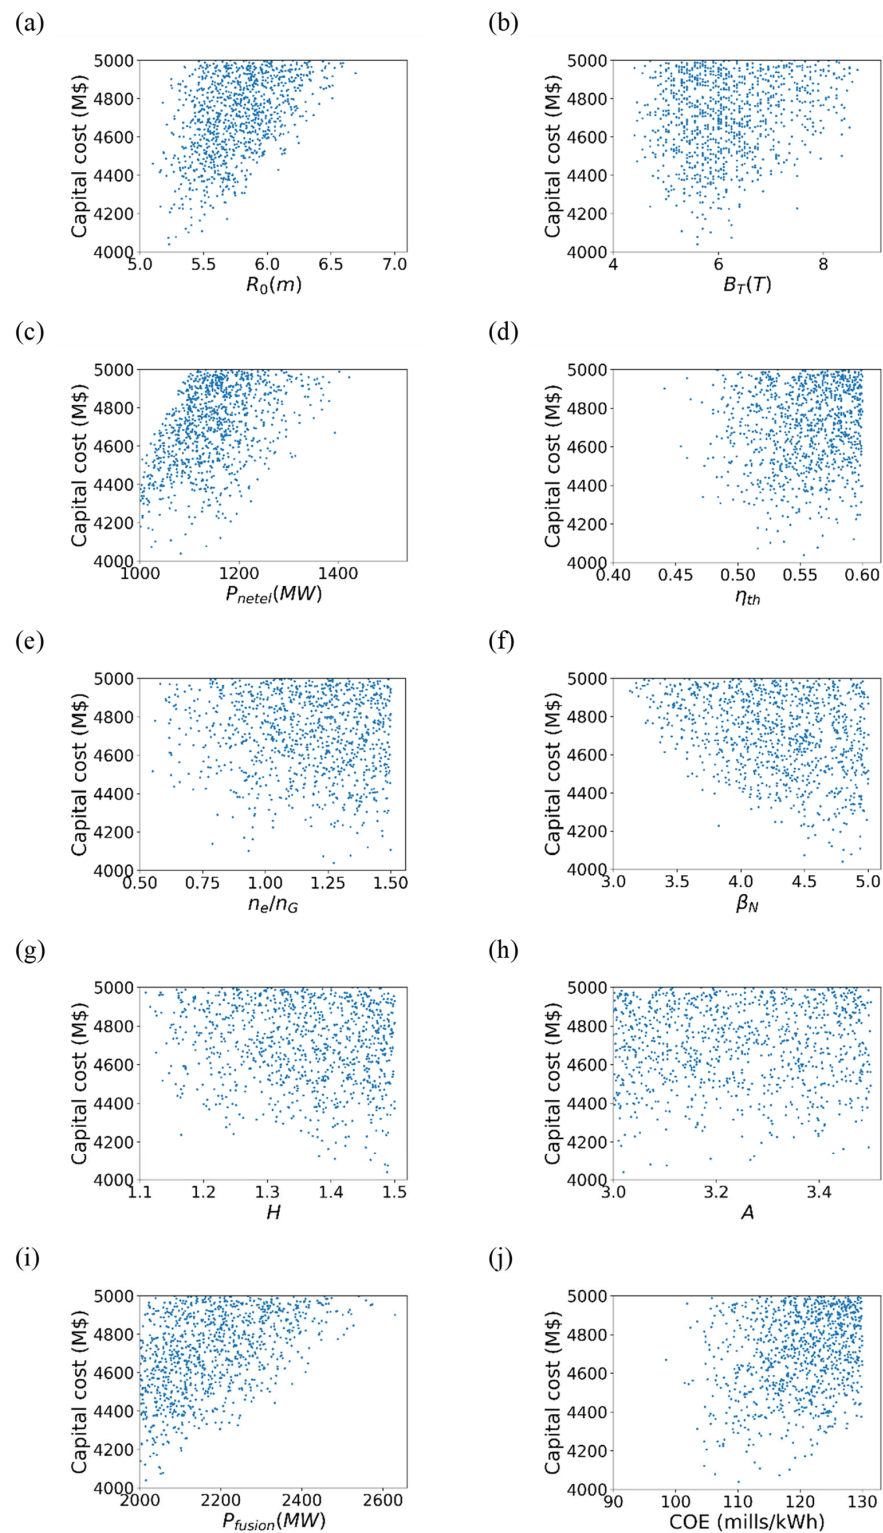 (a)
(b)
5000
4800
4600
4400
4200
4000
Capital cost (M$)
5.0 5.5 6.0 6.5 7.0
R₀(m)
5000
4800
4600
4400
4200
4000
Capital cost (M$)
4 6 8
B_T(T)
(c)
(d)
5000
4800
4600
4400
4200
4000
Capital cost (M$)
1000 1200 1400
P_netel(MW)
5000
4800
4600
4400
4200
4000
Capital cost (M$)
0.40 0.45 0.50 0.55 0.60
η_th
(e)
(f)
5000
4800
4600
4400
4200
4000
Capital cost (M$)
0.50 0.75 1.00 1.25 1.50
n_e/n_G
5000
4800
4600
4400
4200
4000
Capital cost (M$)
3.0 3.5 4.0 4.5 5.0
β_N
(g)
(h)
5000
4800
4600
4400
4200
4000
Capital cost (M$)
1.1 1.2 1.3 1.4 1.5
H
5000
4800
4600
4400
4200
4000
Capital cost (M$)
3.0 3.2 3.4
A
(i)
(j)
5000
4800
4600
4400
4200
4000
Capital cost (M$)
2000 2200 2400 2600
P_fusion(MW)
5000
4800
4600
4400
4200
4000
Capital cost (M$)
90 100 110 120 130
COE (mills/kWh)